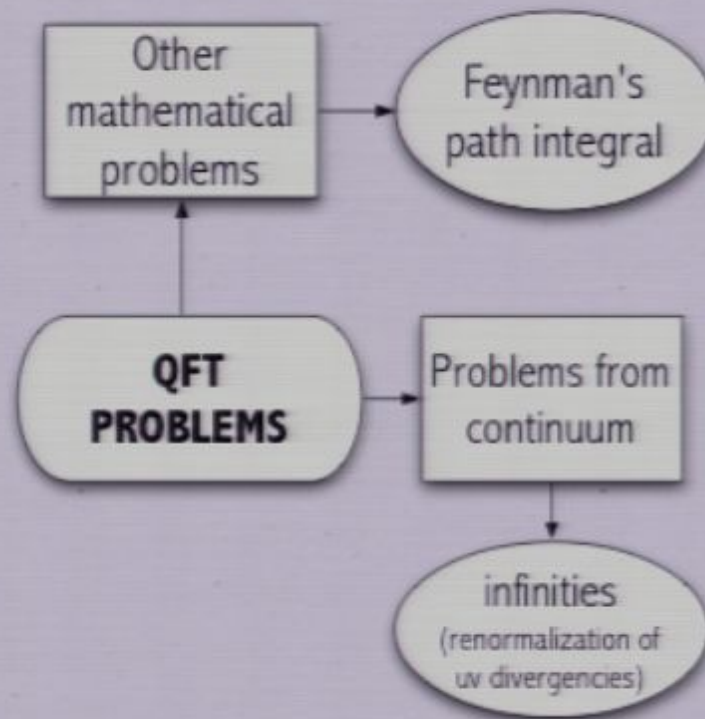 Other
mathematical
problems
Feynman's
path integral
QFT
PROBLEMS
Problems from
continuum
infinities
(renormalization of
uv divergencies)